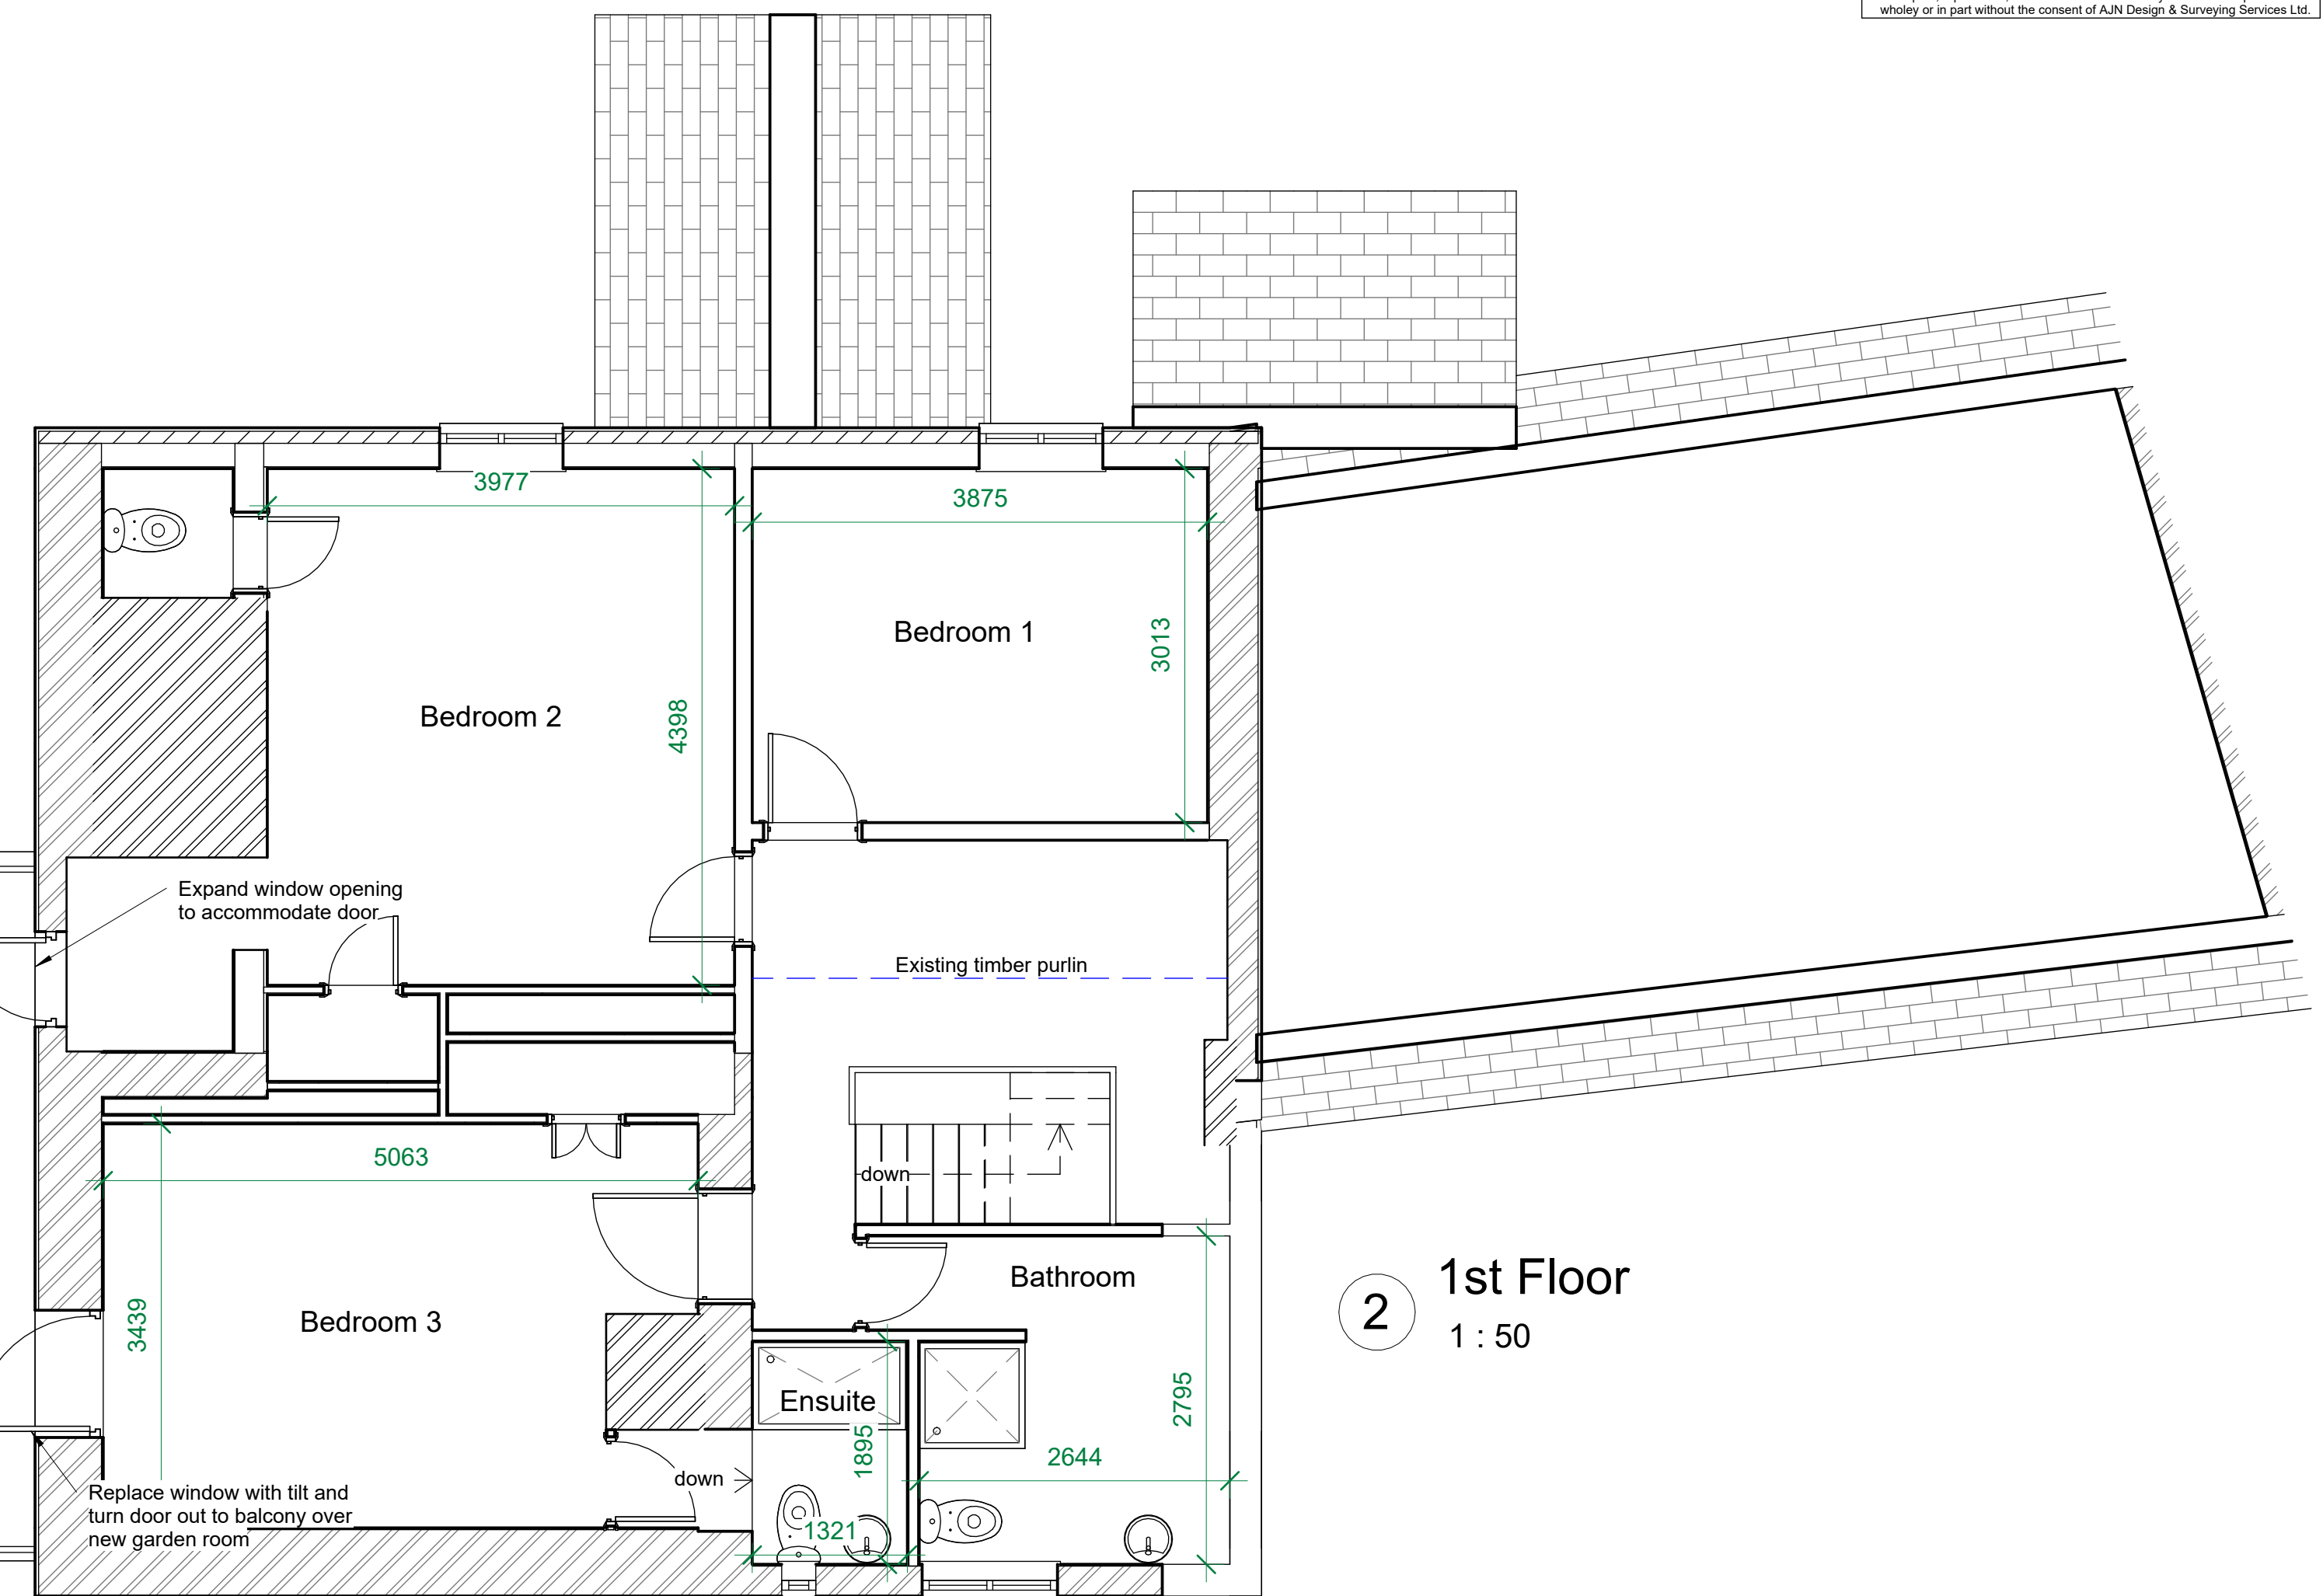 wholey or in part without the consent of AJN Design & Surveying Services Ltd.
3977
3875
Bedroom 1
3013
Bedroom 2
4398
Expand window opening
to accommodate door
Existing timber purlin
5063
down
Bathroom
1st Floor
2
1 : 50
3439
Bedroom 3
Ensuite
1895
2795
2644
down
Replace window with tilt and
turn door out to balcony over
new garden room
1321